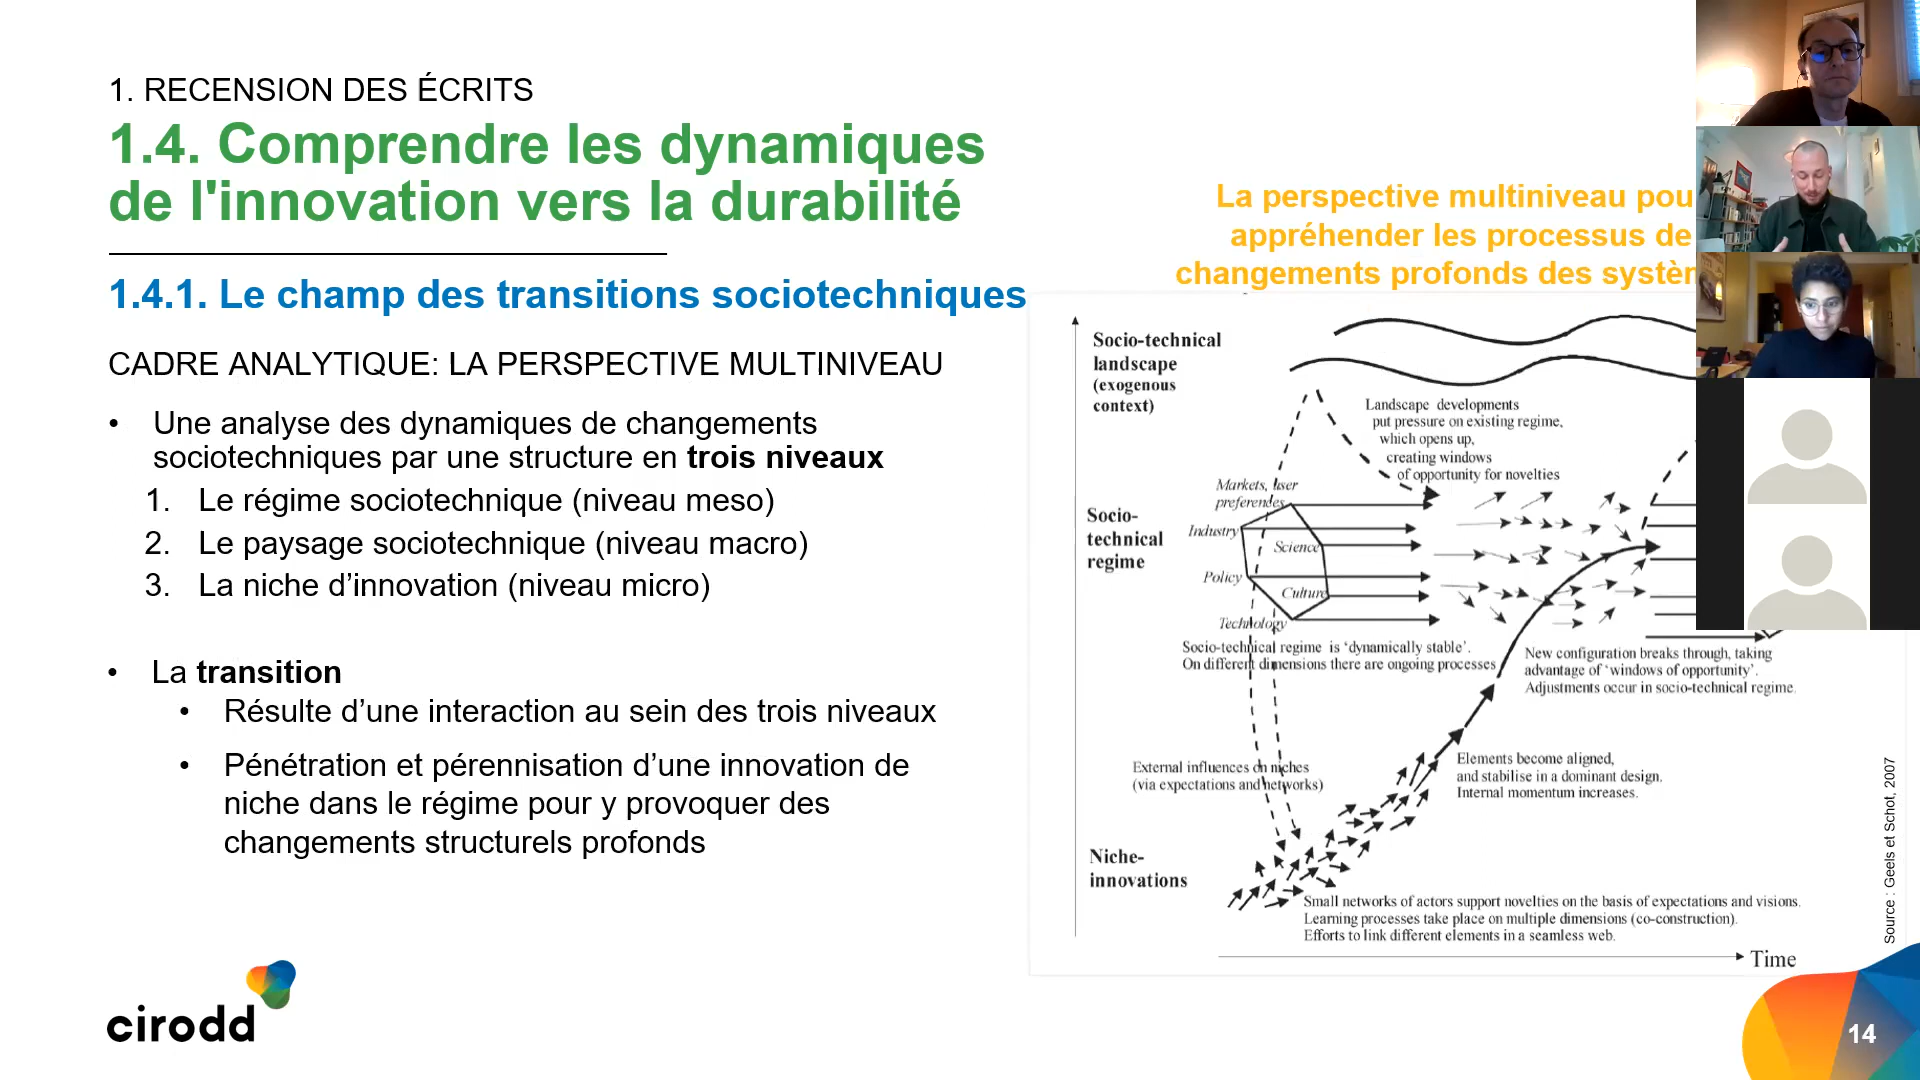 1. RECENSION DES ÉCRITS
1.4. Comprendre les dynamiques
de l'innovation vers la durabilité
1.4.1. Le champ des transitions sociotechniques
CADRE ANALYTIQUE: LA PERSPECTIVE MULTINIVEAU
• Une analyse des dynamiques de changements
sociotechniques par une structure en trois niveaux
1. Le régime sociotechnique (niveau meso)
2. Le paysage sociotechnique (niveau macro)
3. La niche d’innovation (niveau micro)
• La transition
• Résulte d’une interaction au sein des trois niveaux
• Pénétration et pérennisation d’une innovation de
niche dans le régime pour y provoquer des
changements structurels profonds
cirodd
La perspective multiniveau pou
appréhender les processus de
changements profonds des systèm
Socio-technical
landscape
(exogenous
context)
Landscape developments
put pressure on existing regime,
which opens up,
creating windows
of opportunity for novelties
Markets, user
preferences
Industry
Science
Policy
Culture
Technology
Socio-
technical
regime
Socio-technical regime is ‘dynamically stable’.
On different dimensions there are ongoing processes
New configuration breaks through, taking
advantage of ‘windows of opportunity’.
Adjustments occur in socio-technical regime.
External influences on niches
(via expectations and networks)
Elements become aligned,
and stabilise in a dominant design.
Internal momentum increases.
Niche-
innovations
Small networks of actors support novelties on the basis of expectations and visions.
Learning processes take place on multiple dimensions (co-construction).
Efforts to link different elements in a seamless web.
Time
Source : Geels et Schot, 2007
14